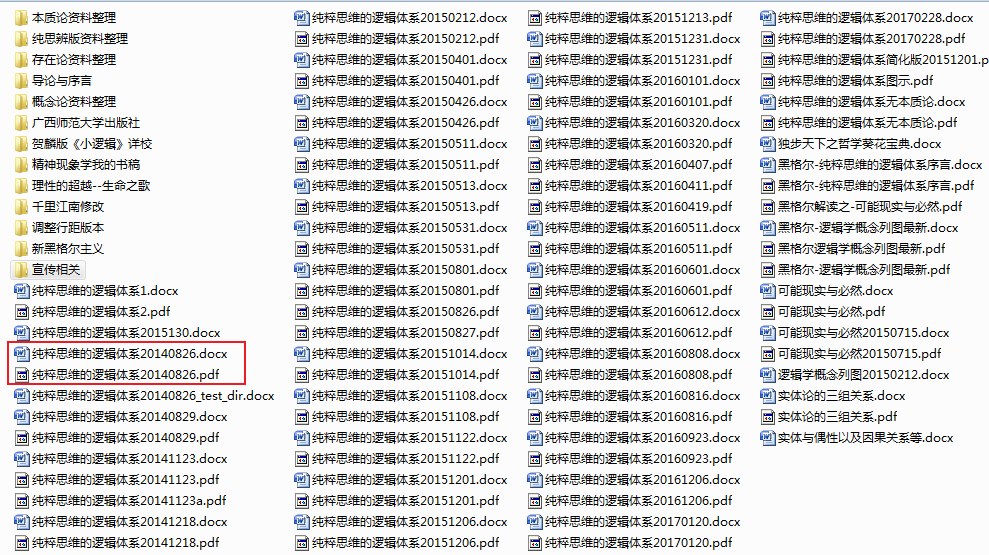 本质论资料整理
纯思辨版资料整理
存在论资料整理
导论与序言
概念论资料整理
广西师范大学出版社
贺麟版《小逻辑》详校
精神现象学我的书稿
理性的超越--生命之歌
千里江南修改
调整行距版本
新黑格尔主义
宣传相关
纯粹思维的逻辑体系1.docx
纯粹思维的逻辑体系2.pdf
纯粹思维的逻辑体系2015130.docx
纯粹思维的逻辑体系20140826.docx
纯粹思维的逻辑体系20140826.pdf
纯粹思维的逻辑体系20140826_test_dir.docx
纯粹思维的逻辑体系20140829.docx
纯粹思维的逻辑体系20140829.pdf
纯粹思维的逻辑体系20141123.docx
纯粹思维的逻辑体系20141123.pdf
纯粹思维的逻辑体系20141123a.pdf
纯粹思维的逻辑体系20141218.docx
纯粹思维的逻辑体系20141218.pdf
纯粹思维的逻辑体系20150212.docx
纯粹思维的逻辑体系20150212.pdf
纯粹思维的逻辑体系20150401.docx
纯粹思维的逻辑体系20150401.pdf
纯粹思维的逻辑体系20150426.docx
纯粹思维的逻辑体系20150426.pdf
纯粹思维的逻辑体系20150511.docx
纯粹思维的逻辑体系20150511.pdf
纯粹思维的逻辑体系20150513.docx
纯粹思维的逻辑体系20150513.pdf
纯粹思维的逻辑体系20150531.docx
纯粹思维的逻辑体系20150531.pdf
纯粹思维的逻辑体系20150801.docx
纯粹思维的逻辑体系20150801.pdf
纯粹思维的逻辑体系20150826.pdf
纯粹思维的逻辑体系20150827.pdf
纯粹思维的逻辑体系20151014.docx
纯粹思维的逻辑体系20151014.pdf
纯粹思维的逻辑体系20151108.docx
纯粹思维的逻辑体系20151108.pdf
纯粹思维的逻辑体系20151122.docx
纯粹思维的逻辑体系20151122.pdf
纯粹思维的逻辑体系20151201.docx
纯粹思维的逻辑体系20151201.pdf
纯粹思维的逻辑体系20151206.docx
纯粹思维的逻辑体系20151206.pdf
纯粹思维的逻辑体系20151213.pdf
纯粹思维的逻辑体系20151231.docx
纯粹思维的逻辑体系20151231.pdf
纯粹思维的逻辑体系20160101.docx
纯粹思维的逻辑体系20160101.pdf
纯粹思维的逻辑体系20160320.docx
纯粹思维的逻辑体系20160320.pdf
纯粹思维的逻辑体系20160407.pdf
纯粹思维的逻辑体系20160411.pdf
纯粹思维的逻辑体系20160419.pdf
纯粹思维的逻辑体系20160511.docx
纯粹思维的逻辑体系20160511.pdf
纯粹思维的逻辑体系20160601.docx
纯粹思维的逻辑体系20160601.pdf
纯粹思维的逻辑体系20160612.docx
纯粹思维的逻辑体系20160612.pdf
纯粹思维的逻辑体系20160808.docx
纯粹思维的逻辑体系20160808.pdf
纯粹思维的逻辑体系20160816.docx
纯粹思维的逻辑体系20160816.pdf
纯粹思维的逻辑体系20160923.docx
纯粹思维的逻辑体系20160923.pdf
纯粹思维的逻辑体系20161206.docx
纯粹思维的逻辑体系20161206.pdf
纯粹思维的逻辑体系20170120.docx
纯粹思维的逻辑体系20170120.pdf
纯粹思维的逻辑体系20170228.docx
纯粹思维的逻辑体系20170228.pdf
纯粹思维的逻辑体系简化版20151201.p
纯粹思维的逻辑体系图示.pdf
纯粹思维的逻辑体系无本质论.docx
纯粹思维的逻辑体系无本质论.pdf
独步天下之哲学葵花宝典.docx
黑格尔-纯粹思维的逻辑体系序言.docx
黑格尔-纯粹思维的逻辑体系序言.pdf
黑格尔解读之-可能现实与必然.pdf
黑格尔-逻辑学概念列图最新.docx
黑格尔逻辑学概念列图最新.pdf
黑格尔-逻辑学概念列图最新.pdf
可能现实与必然.docx
可能现实与必然.pdf
可能现实与必然20150715.docx
可能现实与必然20150715.pdf
逻辑学概念列图20150212.docx
实体论的三组关系.docx
实体论的三组关系.pdf
实体与偶性以及因果关系等.docx